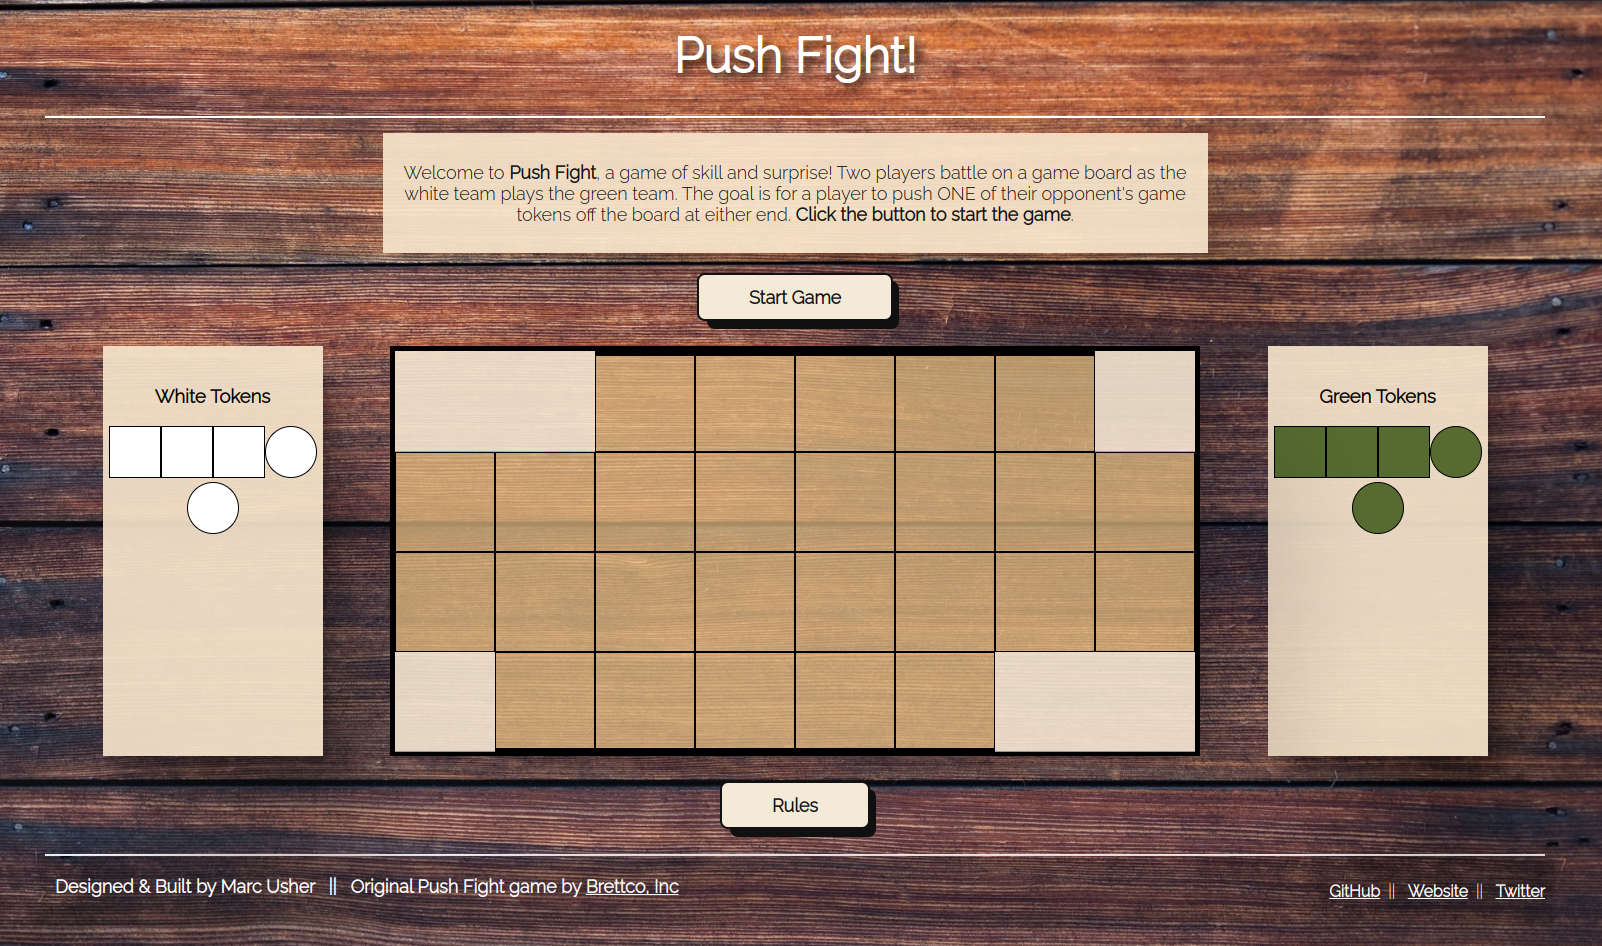 Push Fight!
Welcome to Push Fight, a game of skill and surprise! Two players battle on a game board as the
white team plays the green team. The goal is for a player to push ONE of their opponent's game
tokens off the board at either end. Click the button to start the game.
Start Game
White Tokens
Green Tokens
Rules
Designed & Built by Marc Usher || Original Push Fight game by Brettco, Inc
GitHub || Website || Twitter